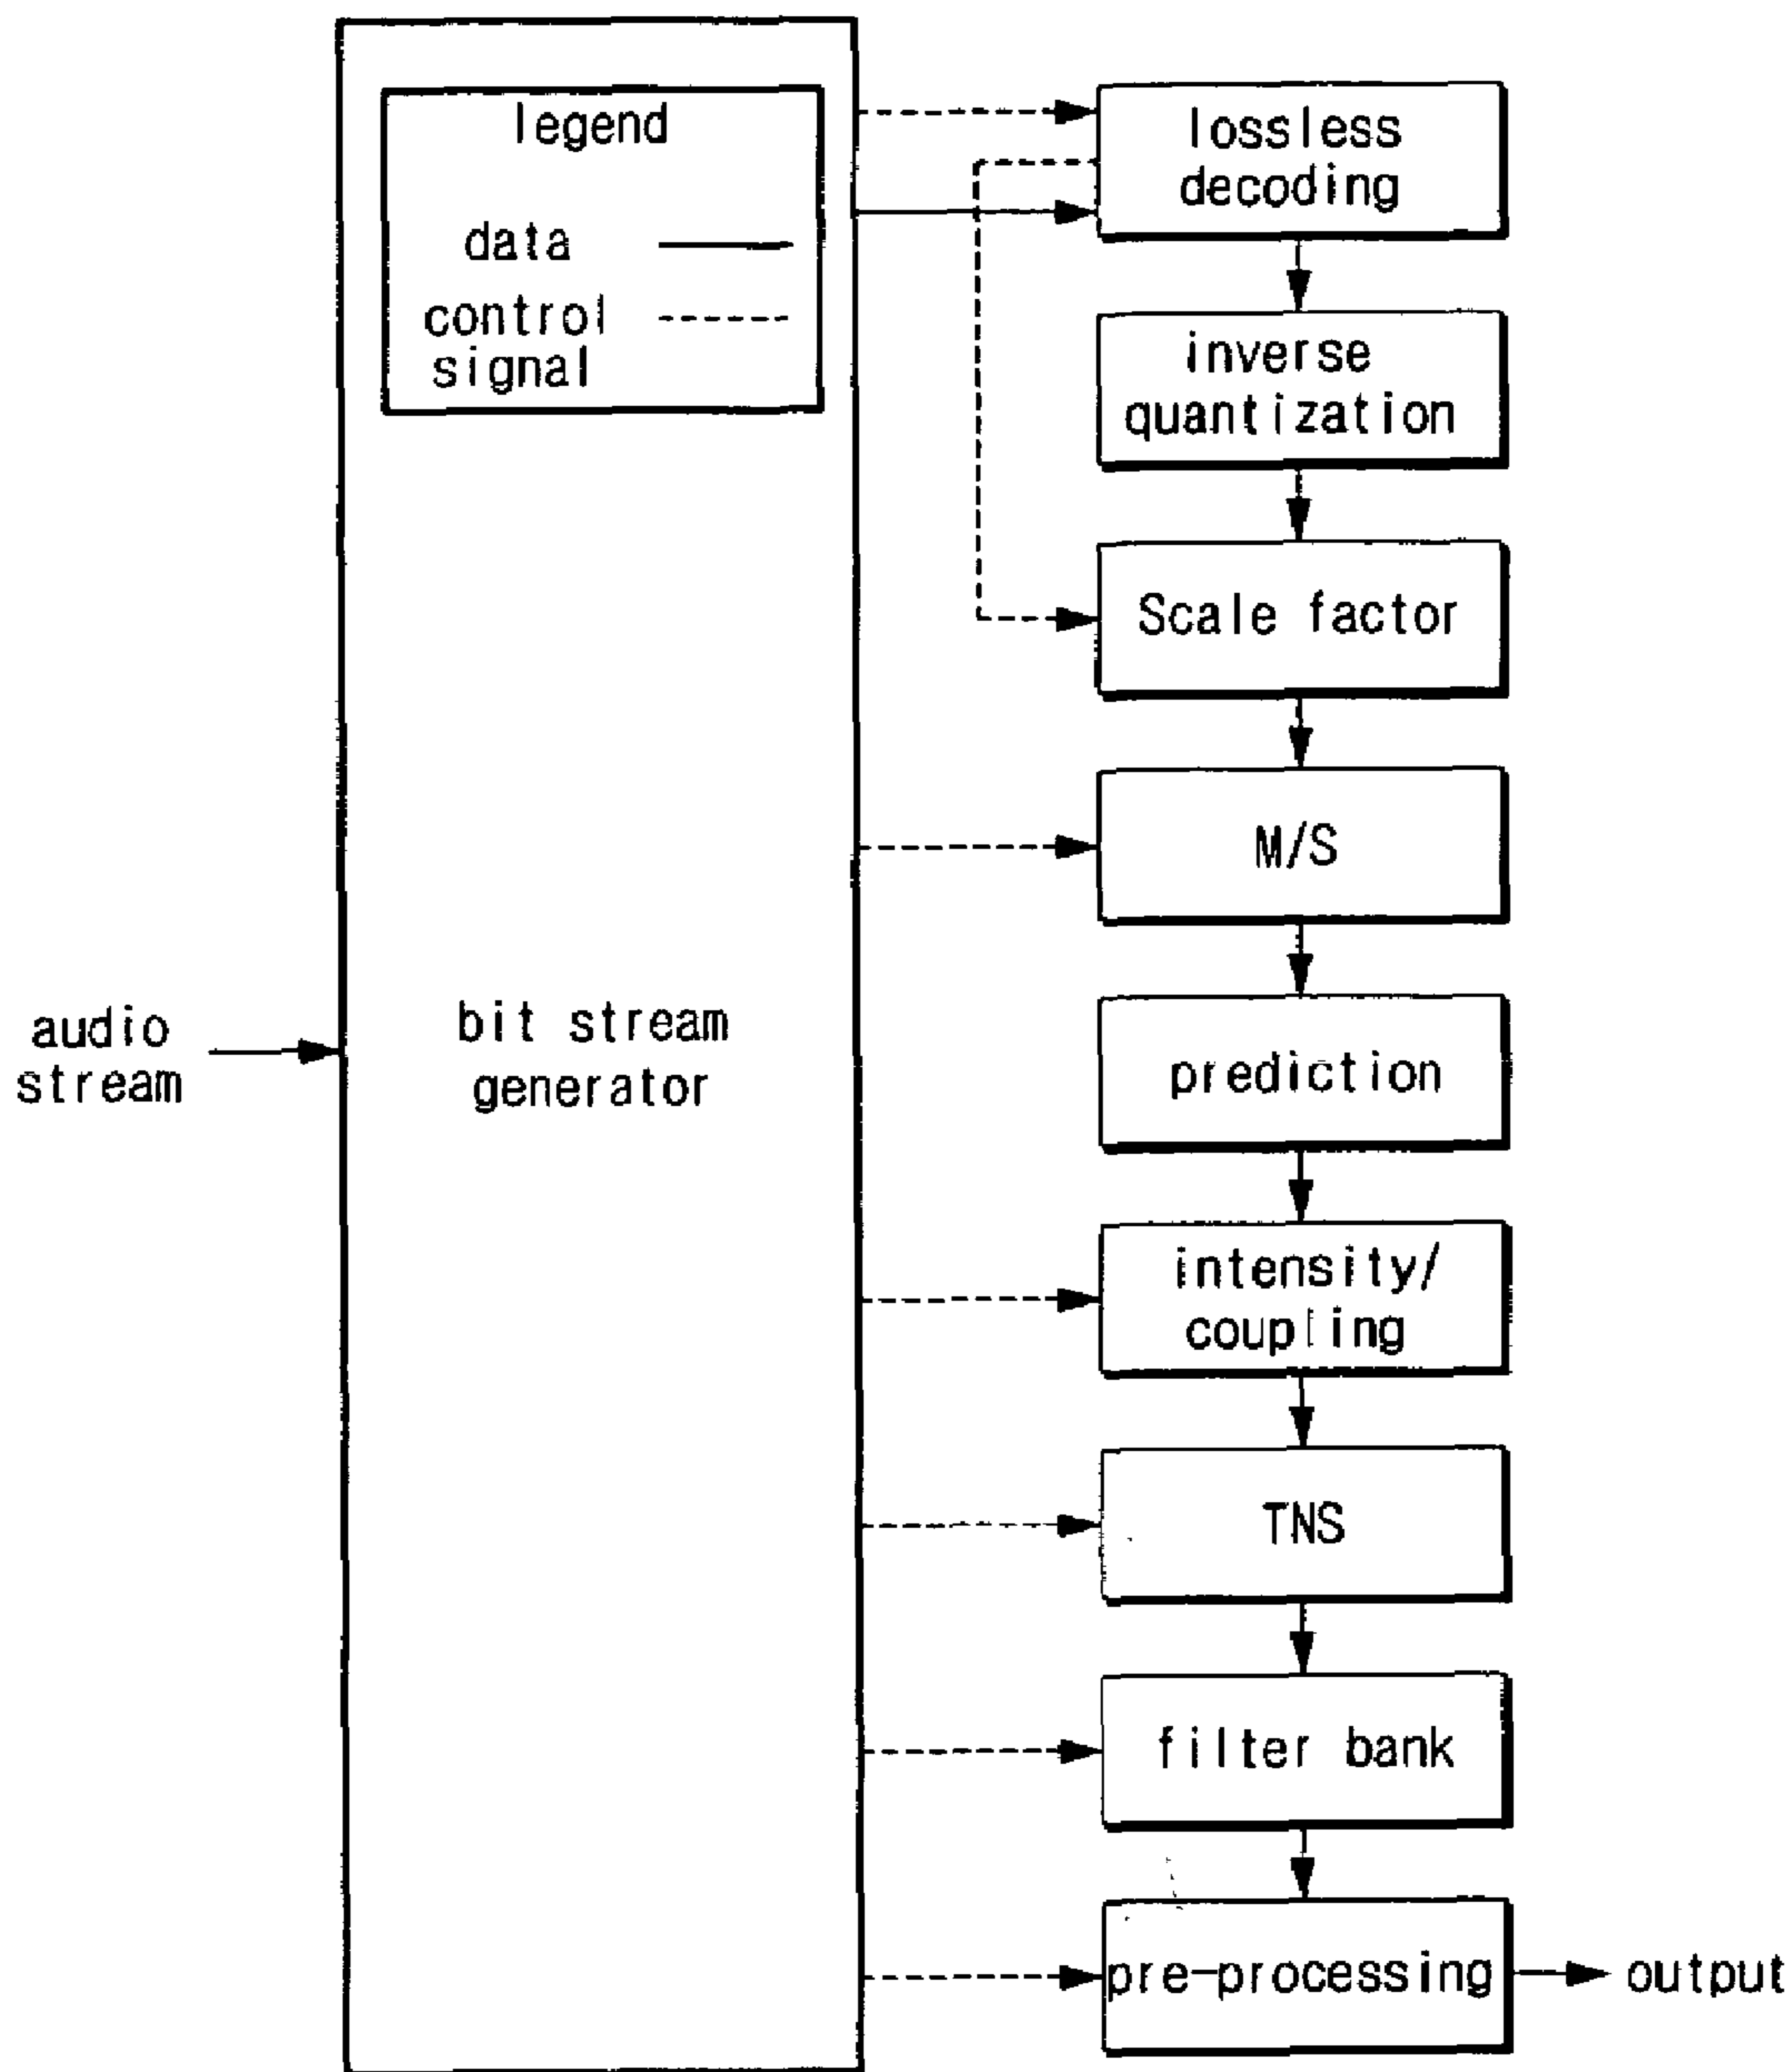 legend
data
control
signal
audio
stream
bit stream
generator
lossless
decoding
inverse
quantization
Scale factor
M/S
prediction
intensity/
coupling
TNS
filter bank
pre-processing
output